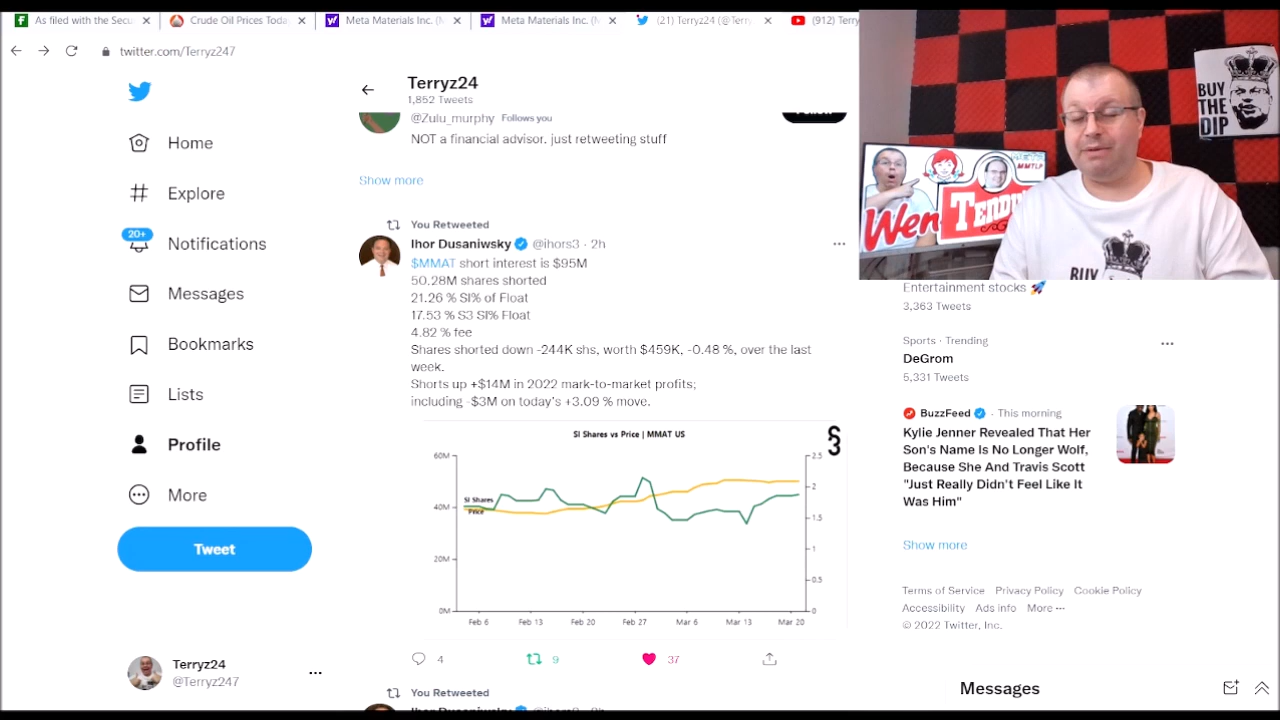 As filed with the Secu
Crude Oil Prices Toda
Meta Materials Inc. (M
Meta Materials Inc. (M
(21) Terryz24 (@Terry
(912) Terry
twitter.com/Terryz247
Home
Explore
20+
Notifications
Messages
Bookmarks
Lists
Profile
More
Tweet
Terryz24
@Terryz247
Terryz24
1,852 Tweets
@Zulu_murphy Follows you
NOT a financial advisor. just retweeting stuff
Show more
You Retweeted
Ihor Dusaniwsky @ihors3 · 2h
$MMAT short interest is $95M
50.28M shares shorted
21.26 % SI% of Float
17.53 % S3 SI% Float
4.82 % fee
Shares shorted down -244K shs, worth $459K, -0.48 %, over the last
week.
Shorts up +$14M in 2022 mark-to-market profits;
including -$3M on today's +3.09 % move.
SI Shares vs Price | MMAT US
60M
40M
20M
0M
SI Shares
Price
2.5
2
1.5
1
0.5
0
Feb 6 Feb 13 Feb 20 Feb 27 Mar 6 Mar 13 Mar 20
4 9 37
You Retweeted
Ihor Dusaniwsky @ihors3 · 2h
BUY
THE
DIP
MMTLP
Wen
TENDI
BUY
Entertainment stocks 🚀
3,363 Tweets
Sports · Trending
DeGrom
5,331 Tweets
BuzzFeed · This morning
Kylie Jenner Revealed That Her
Son's Name Is No Longer Wolf,
Because She And Travis Scott
"Just Really Didn't Feel Like It
Was Him"
Show more
Terms of Service Privacy Policy Cookie Policy
Accessibility Ads info More ···
© 2022 Twitter, Inc.
Messages